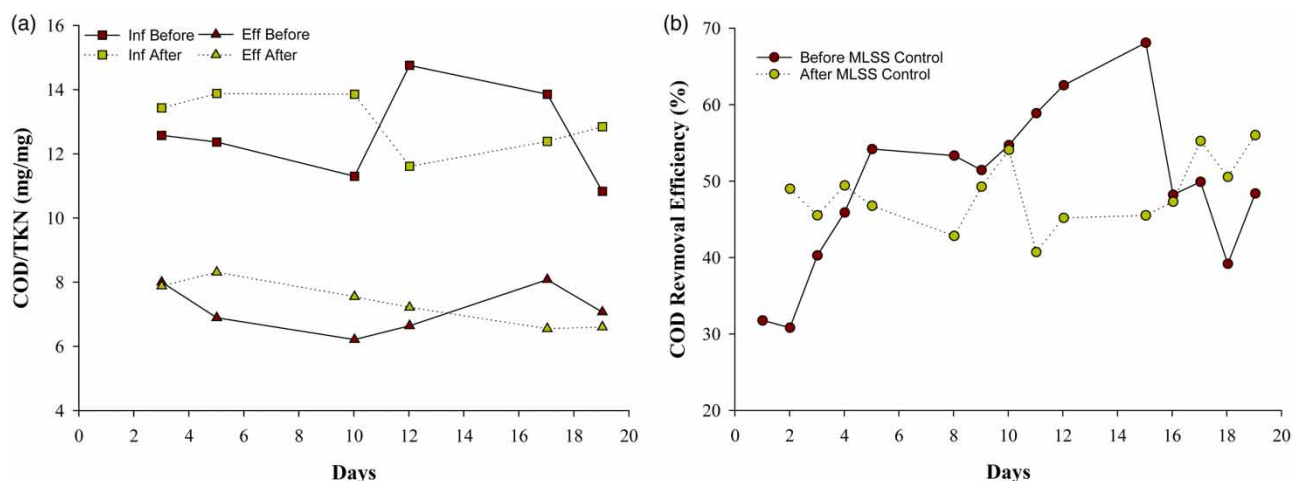 (a)
Inf Before Eff Before
Inf After Eff After
COD/TKN (mg/mg)
16
14
12
10
8
6
4
0 2 4 6 8 10 12 14 16 18 20
Days
(b)
Before MLSS Control
After MLSS Control
COD Revmoval Efficiency (%)
70
60
50
40
30
20
0 2 4 6 8 10 12 14 16 18 20
Days